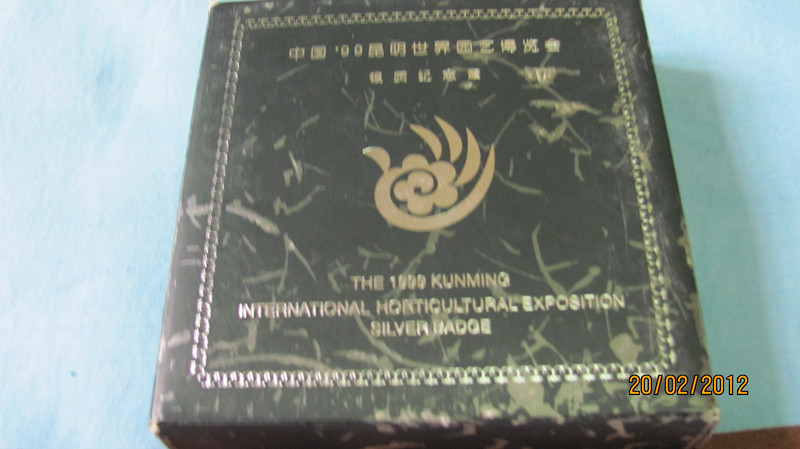 中国'99昆明世界园艺博览会
银质纪念章
THE 1999 KUNMING
INTERNATIONAL HORTICULTURAL EXPOSITION
SILVER BADGE
20/02/2012